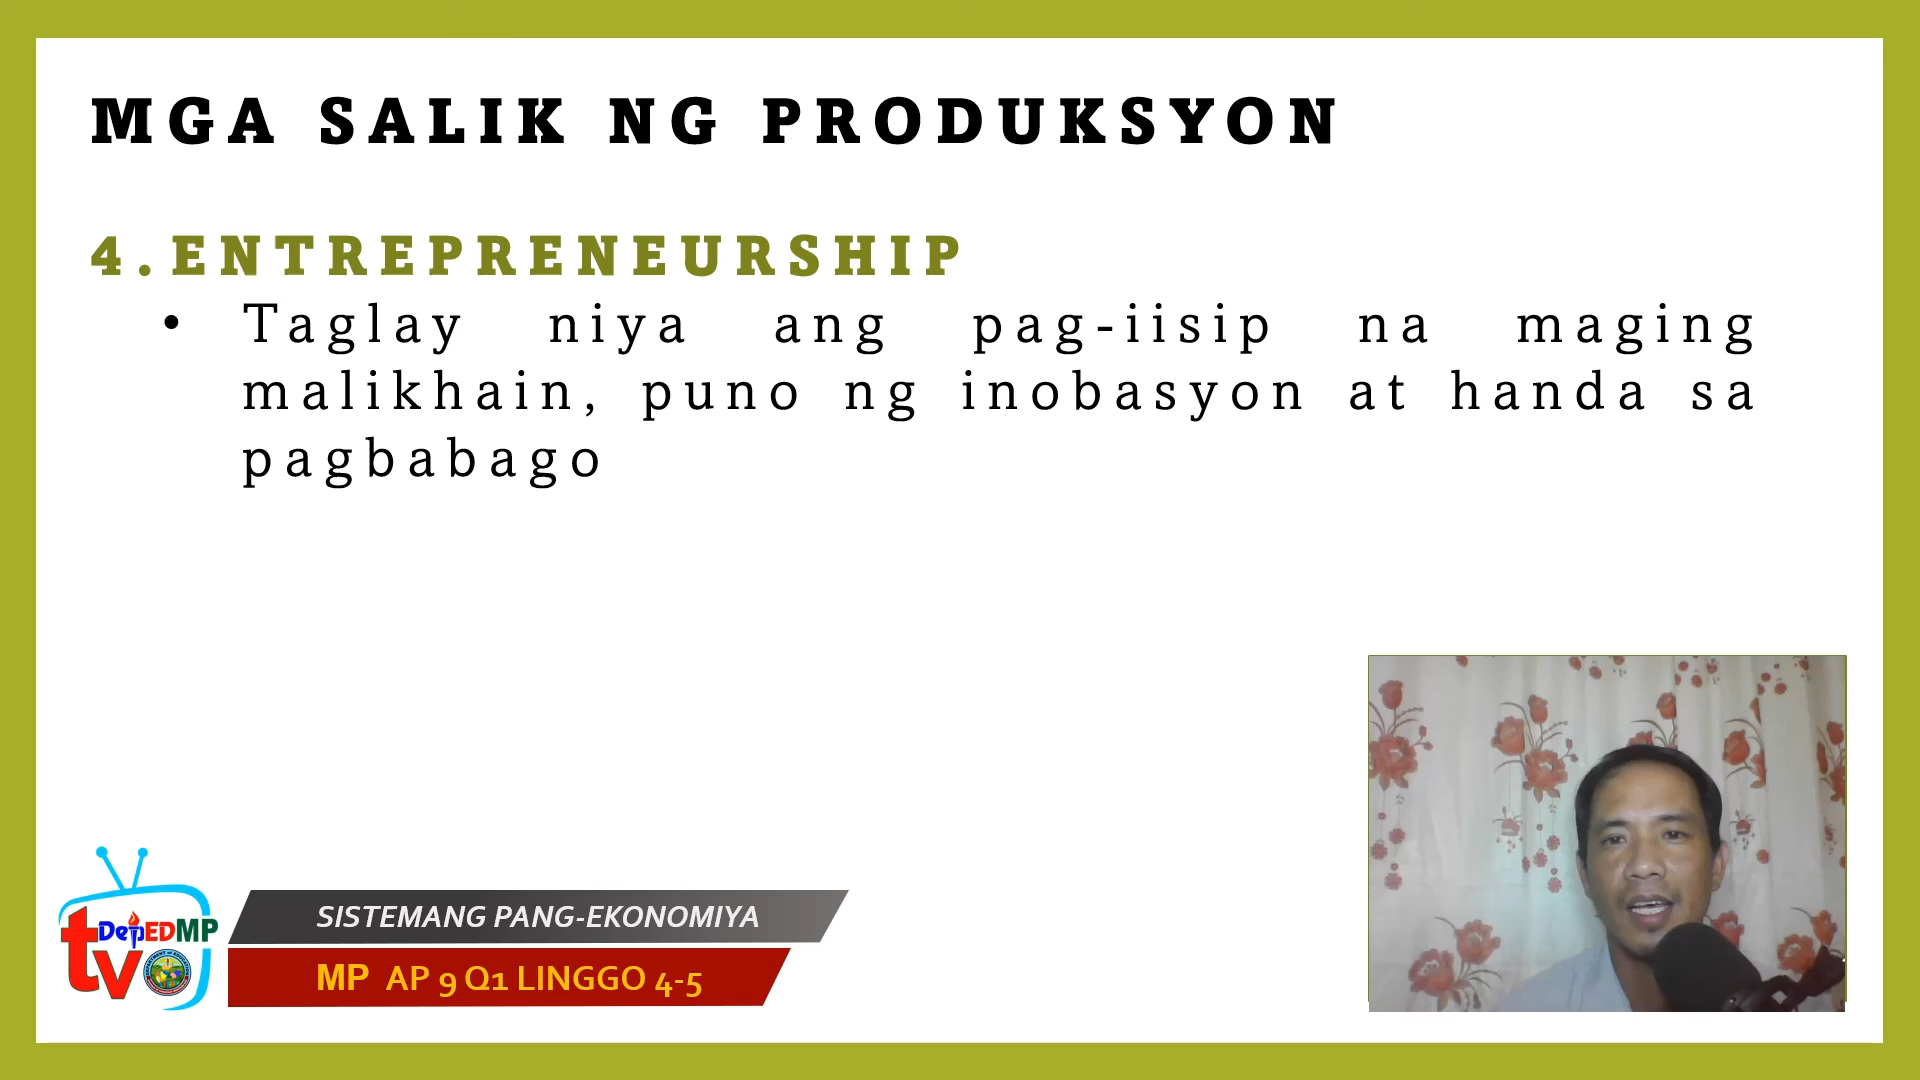 MGA SALIK NG PRODUKSYON
4. ENTREPRENEURSHIP
• Taglay niya ang pag-iisip na maging
malikhain, puno ng inobasyon at handa sa
pagbabago
tv DepEDMP
SISTEMANG PANG-EKONOMIYA
MP AP 9 Q1 LINGGO 4-5